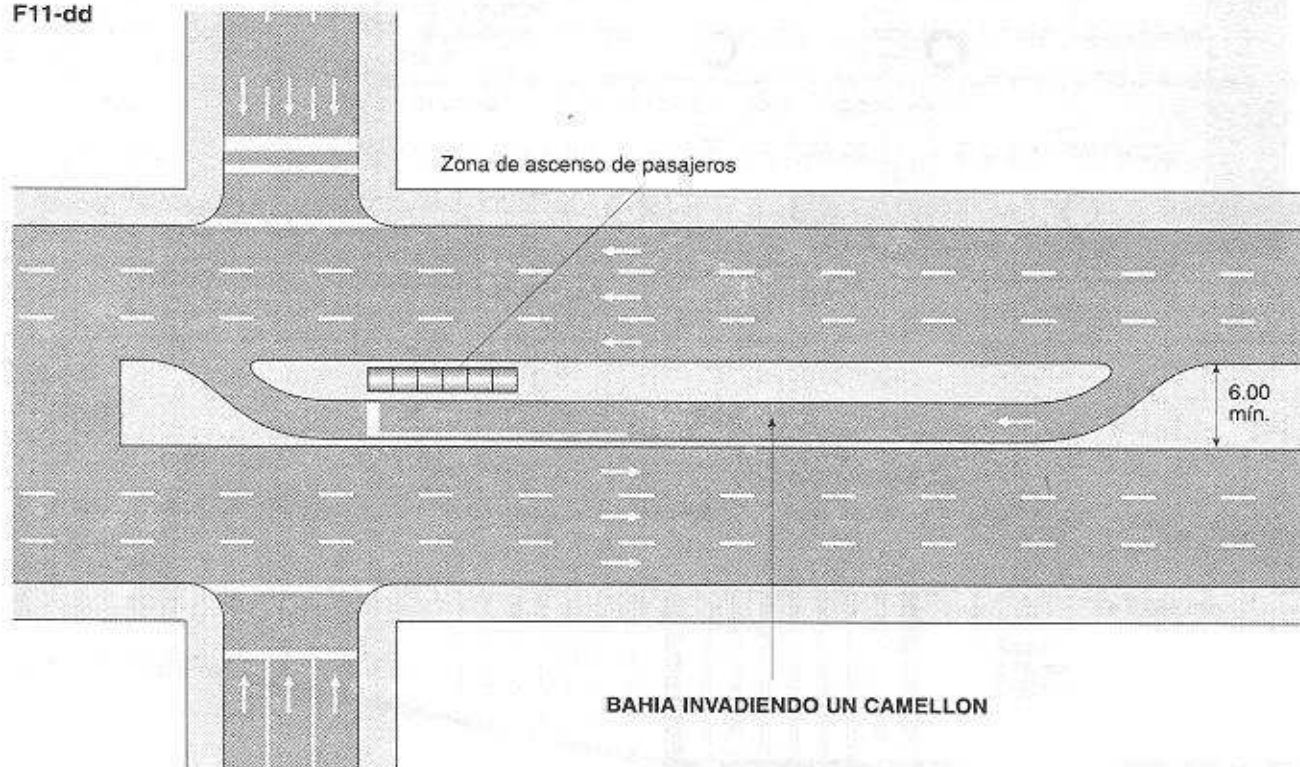 F11-dd
Zona de ascenso de pasajeros
6.00
mín.
BAHIA INVADIENDO UN CAMELLON